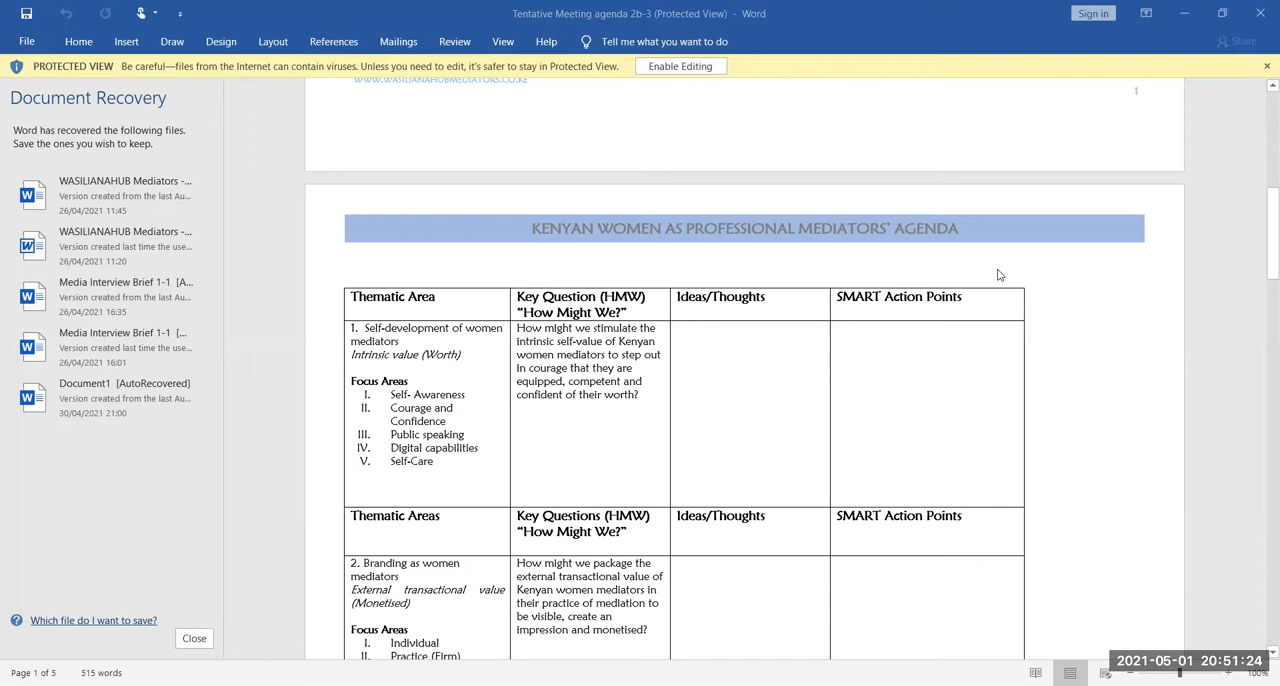 Tentative Meeting agenda 2b-3 (Protected View) - Word
Sign in
File Home Insert Draw Design Layout References Mailings Review View Help Tell me what you want to do Share
PROTECTED VIEW Be careful—files from the Internet can contain viruses. Unless you need to edit, it's safer to stay in Protected View. Enable Editing
Document Recovery
Word has recovered the following files.
Save the ones you wish to keep.
WASILIANAHUB Mediators -...
Version created from the last Au...
26/04/2021 11:45
WASILIANAHUB Mediators -...
Version created last time the use...
26/04/2021 11:20
Media Interview Brief 1-1 [A...
Version created from the last Au...
26/04/2021 16:35
Media Interview Brief 1-1 [...
Version created last time the use...
26/04/2021 16:01
Document1 [AutoRecovered]
Version created from the last Au...
30/04/2021 21:00
Which file do I want to save?
Close
WWW.WASILIANAHUBMEDIATORS.CO.KE
1
KENYAN WOMEN AS PROFESSIONAL MEDIATORS' AGENDA
Thematic Area
Key Question (HMW)
"How Might We?"
Ideas/Thoughts
SMART Action Points
1. Self-development of women
mediators
Intrinsic value (Worth)
Focus Areas
I. Self- Awareness
II. Courage and
Confidence
III. Public speaking
IV. Digital capabilities
V. Self-Care
How might we stimulate the
intrinsic self-value of Kenyan
women mediators to step out
in courage that they are
equipped, competent and
confident of their worth?
Thematic Areas
Key Questions (HMW)
"How Might We?"
Ideas/Thoughts
SMART Action Points
2. Branding as women
mediators
External transactional value
(Monetised)
Focus Areas
I. Individual
II. Practice (Firm)
How might we package the
external transactional value of
Kenyan women mediators in
their practice of mediation to
be visible, create an
impression and monetised?
Page 1 of 5 515 words
2021-05-01 20:51:24
100%